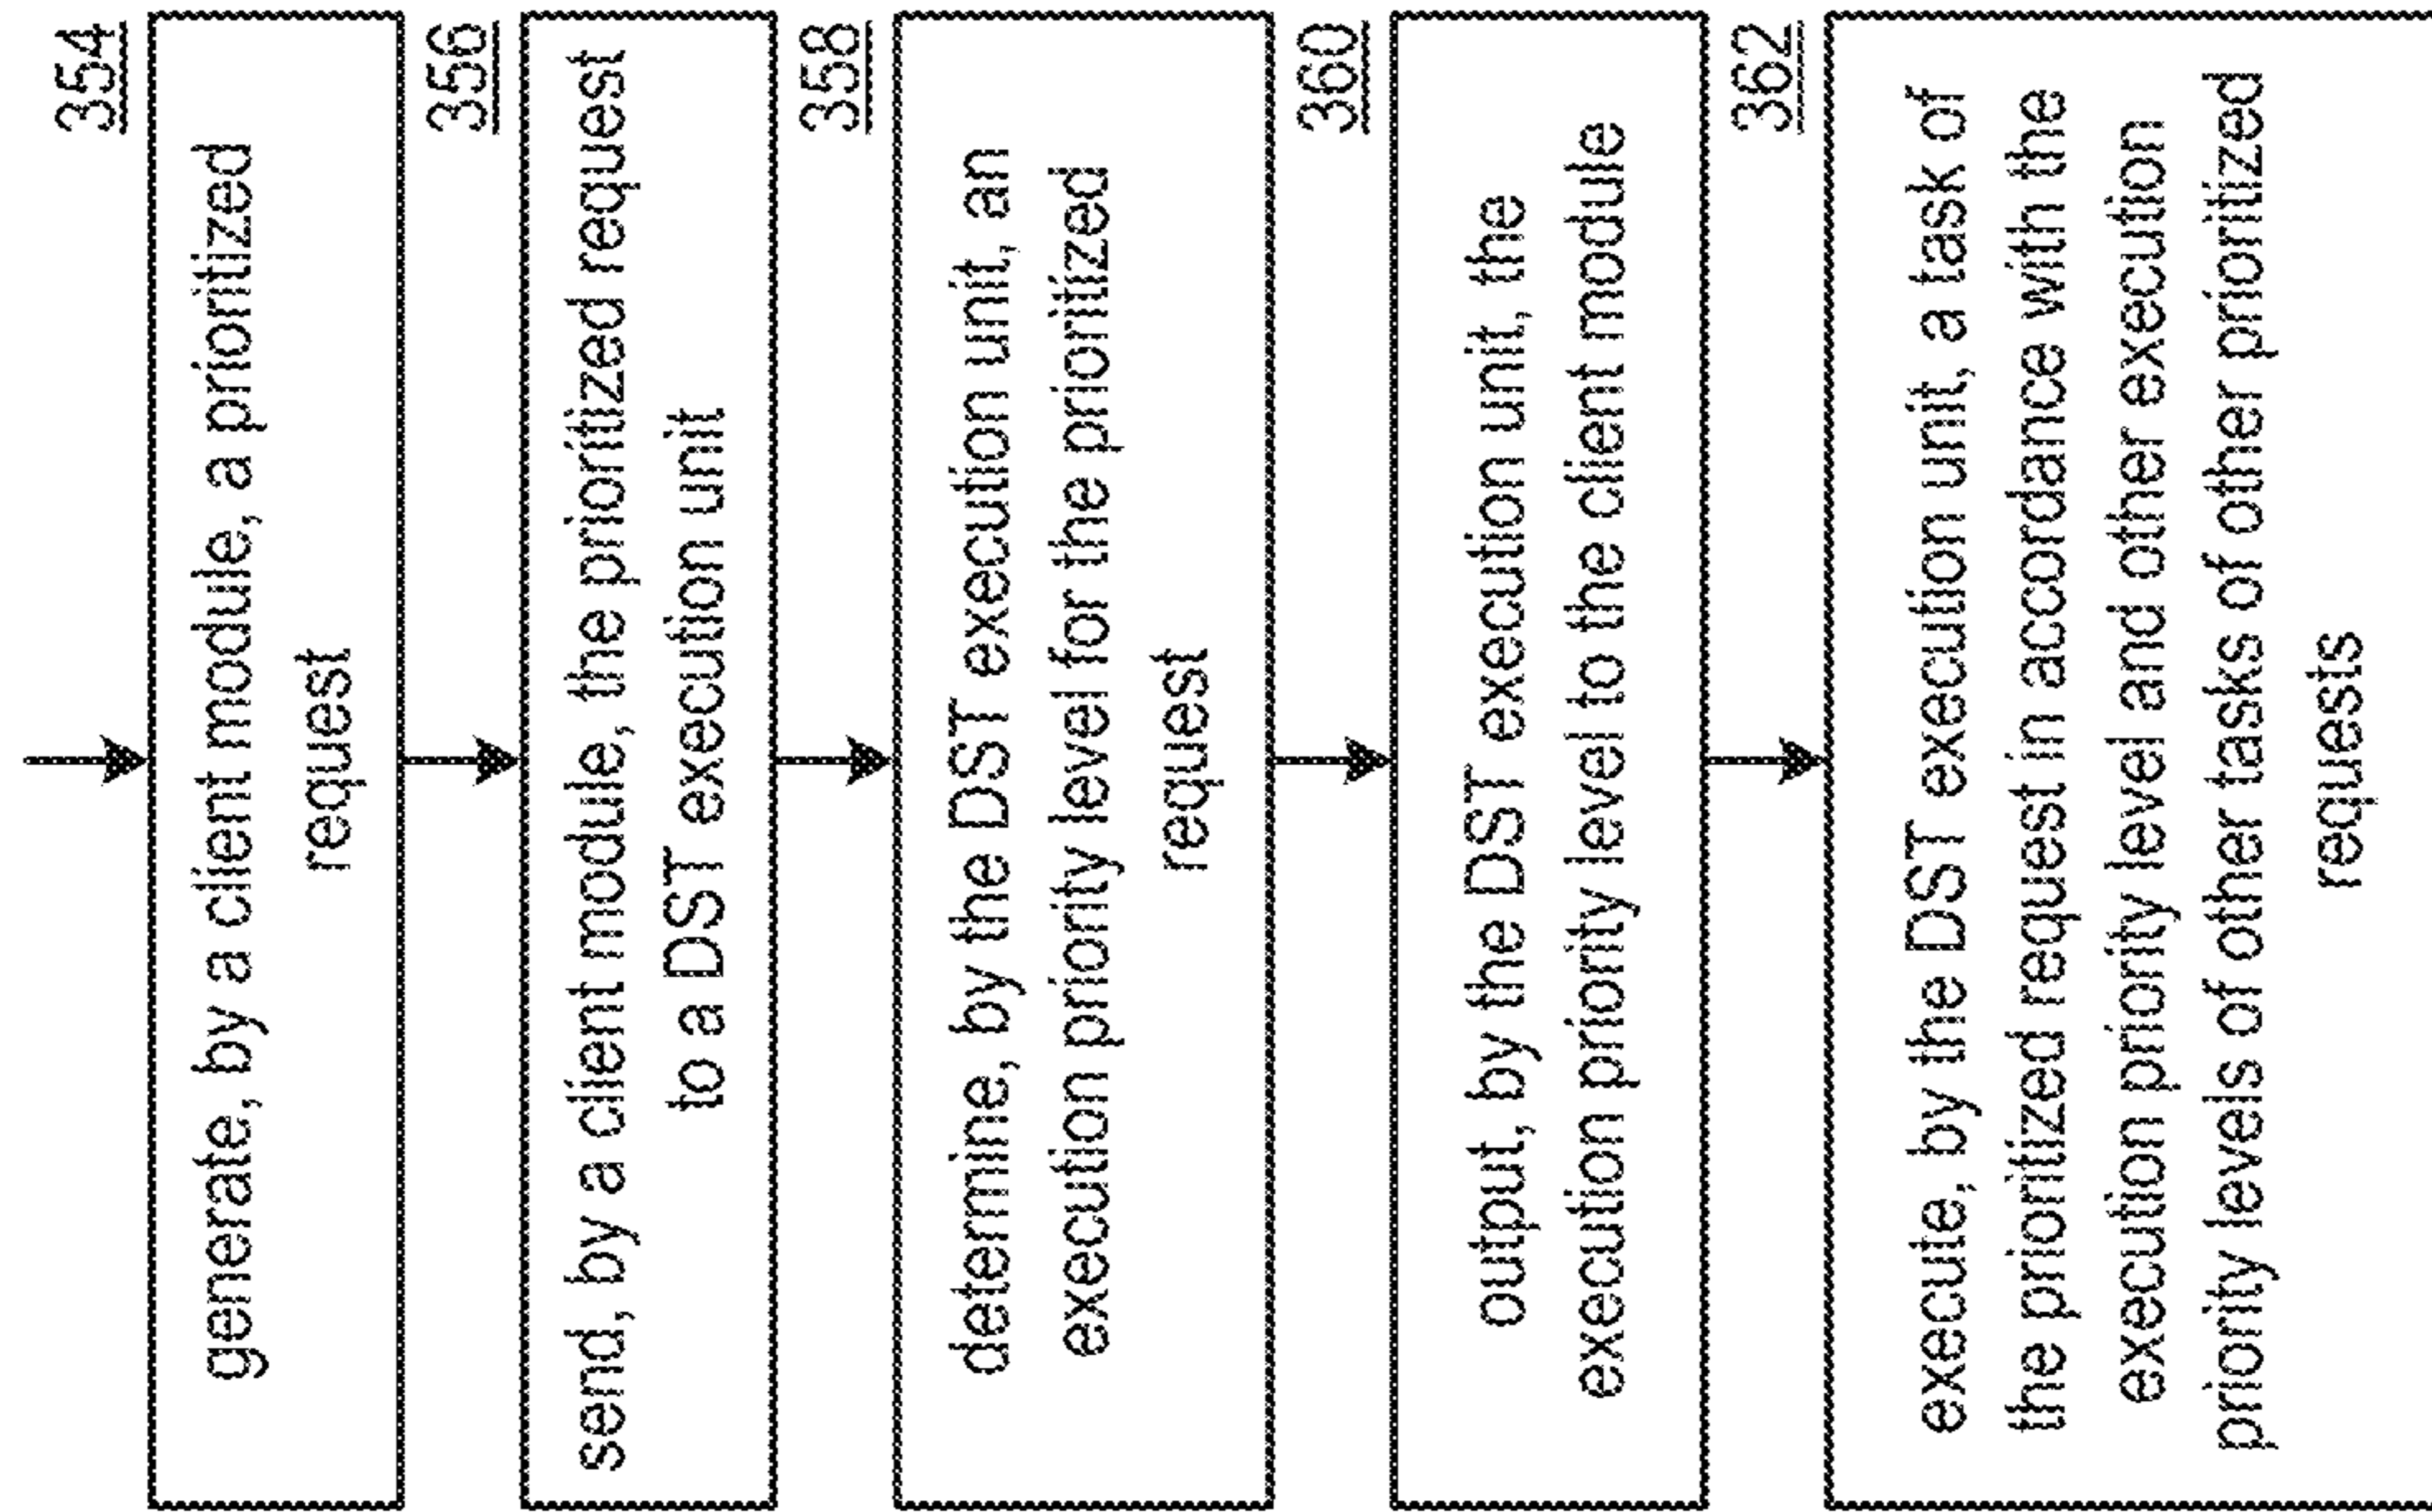 354
generate, by a client module, a prioritized
request
356
send, by a client module, the prioritized request
to a DST execution unit
358
determine, by the DST execution unit, an
execution priority level for the prioritized
request
360
output, by the DST execution unit, the
execution priority level to the client module
362
execute, by the DST execution unit, a task of
the prioritized request in accordance with the
execution priority level and other execution
priority levels of other tasks of other prioritized
requests